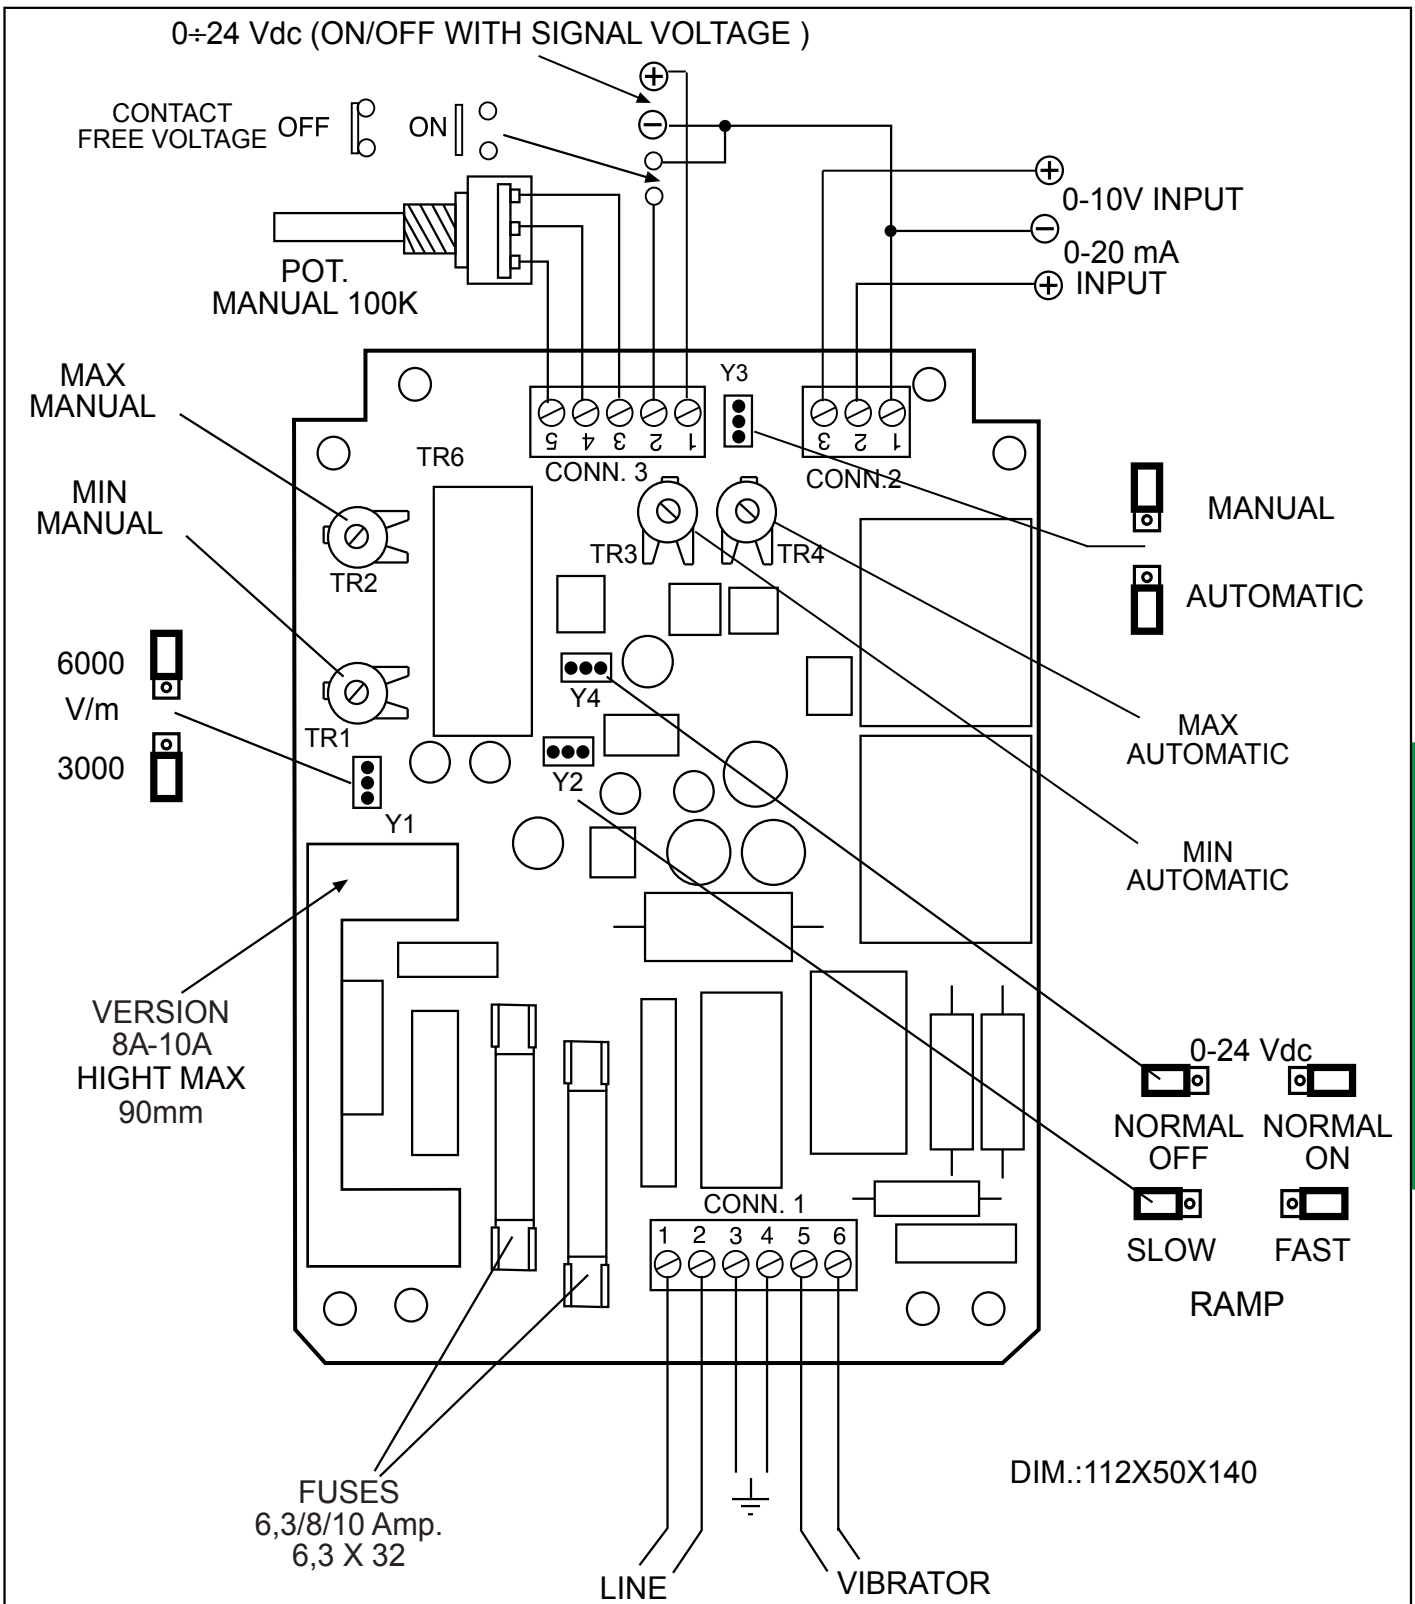 0÷24 Vdc (ON/OFF WITH SIGNAL VOLTAGE )
CONTACT
FREE VOLTAGE
OFF
ON
POT.
MANUAL 100K
0-10V INPUT
0-20 mA
INPUT
MAX
MANUAL
MIN
MANUAL
TR6
Y3
5 4 3 2 1
CONN. 3
3 2 1
CONN.2
TR2
TR3
TR4
MANUAL
AUTOMATIC
6000
V/m
3000
TR1
Y1
Y4
Y2
MAX
AUTOMATIC
MIN
AUTOMATIC
VERSION
8A-10A
HIGHT MAX
90mm
0-24 Vdc
NORMAL
OFF
NORMAL
ON
SLOW
FAST
RAMP
CONN. 1
1 2 3 4 5 6
FUSES
6,3/8/10 Amp.
6,3 X 32
LINE
VIBRATOR
DIM.:112X50X140